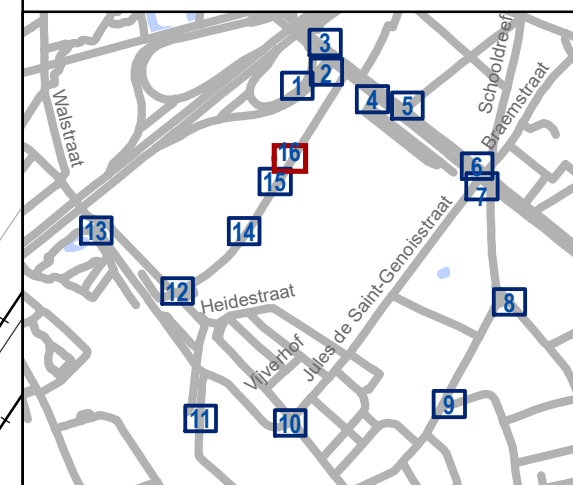 3
2
1
4
5
Schooldreef
Braemstraat
Walstraat
16
15
6
7
13
14
12
Heidestraat
Jules de Saint-Genoisstraat
8
Vijverhof
9
11
10